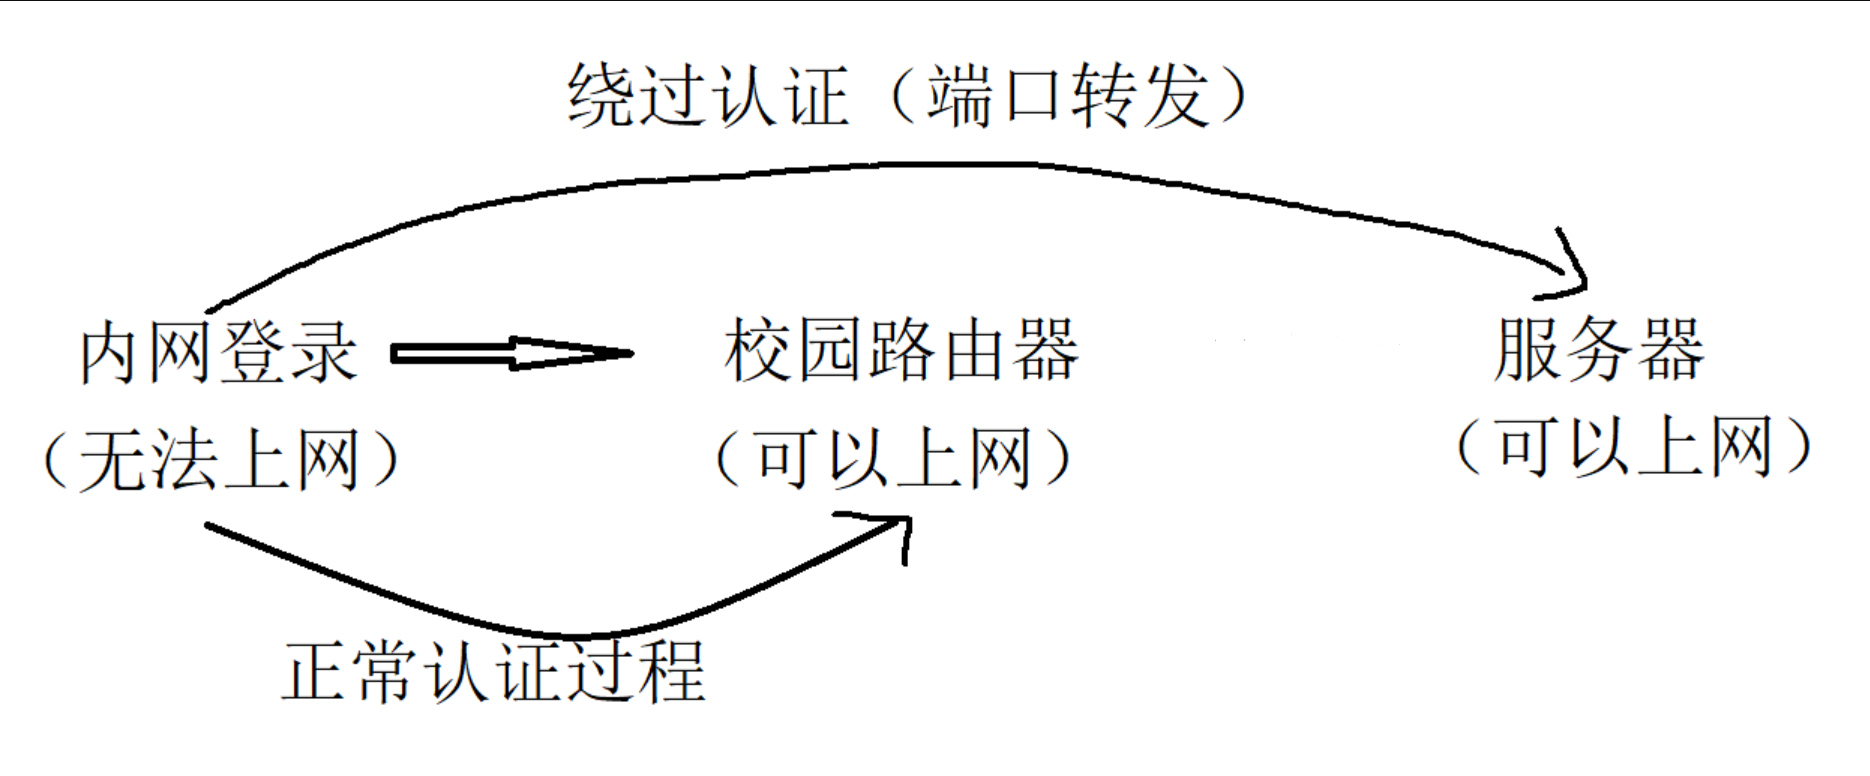 绕过认证（端口转发）
内网登录
（无法上网）
校园路由器
（可以上网）
服务器
（可以上网）
正常认证过程